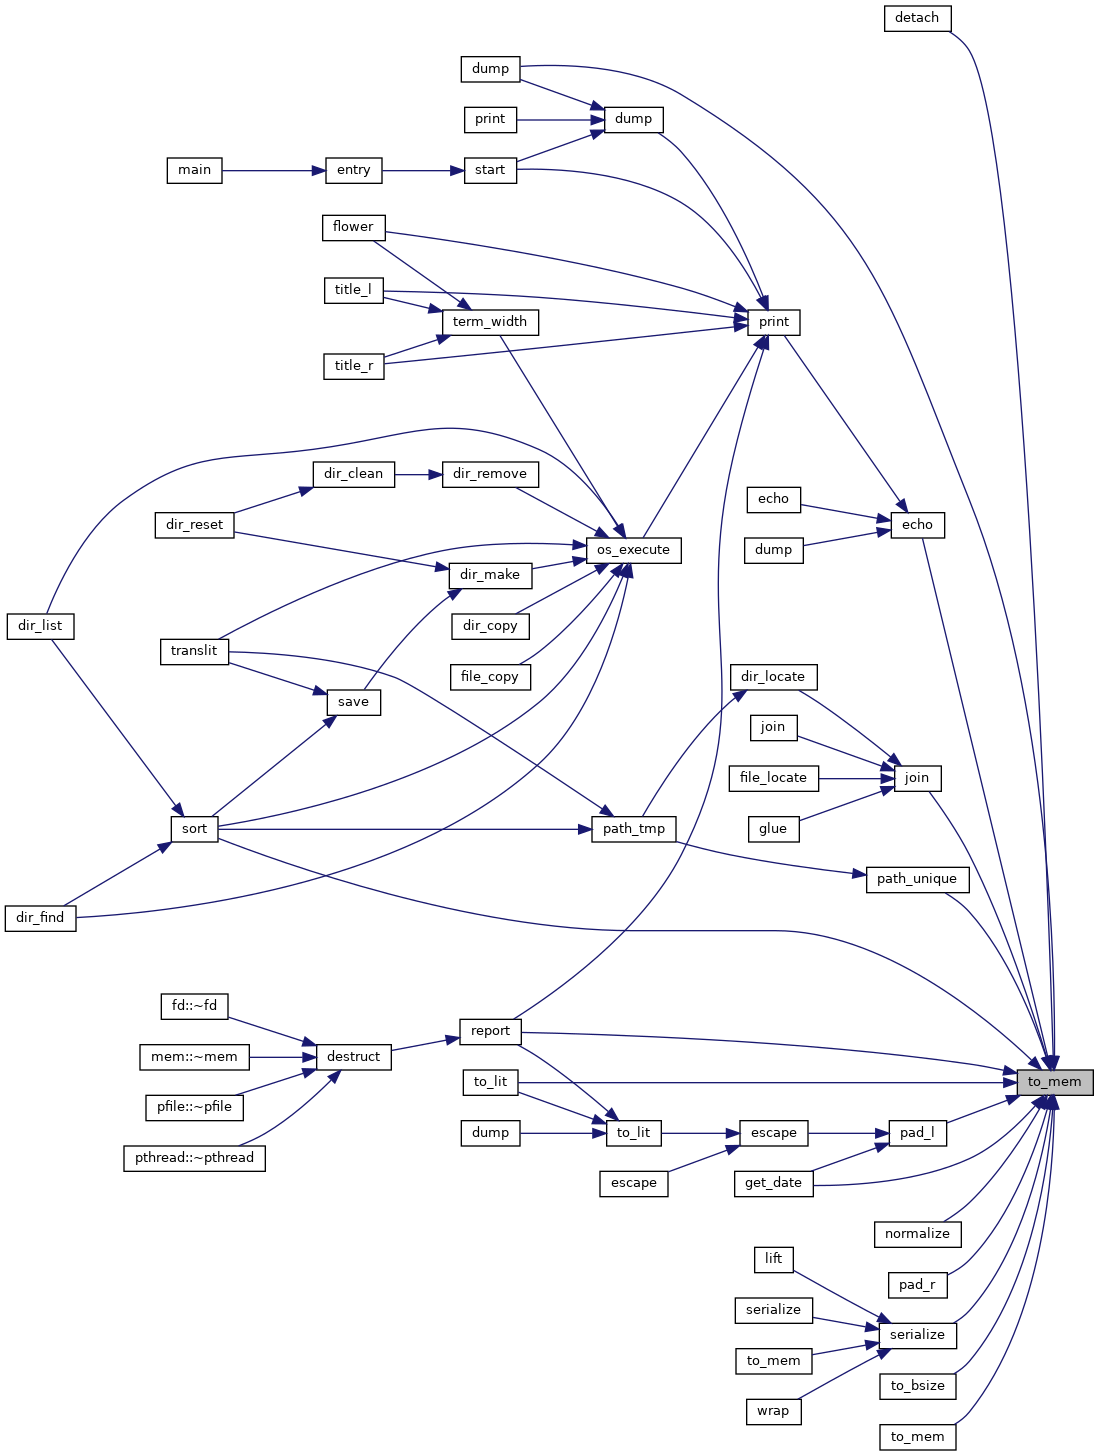 detach
dump
print
dump
main
entry
start
flower
title_l
term_width
print
title_r
dir_clean
dir_remove
echo
dir_reset
echo
dump
os_execute
dir_make
dir_list
dir_copy
translit
file_copy
dir_locate
save
join
file_locate
join
sort
path_tmp
glue
path_unique
dir_find
fd::~fd
report
mem::~mem
destruct
to_lit
to_mem
pfile::~pfile
dump
to_lit
escape
pad_l
pthread::~pthread
escape
get_date
normalize
lift
pad_r
serialize
serialize
to_mem
to_bsize
wrap
to_mem